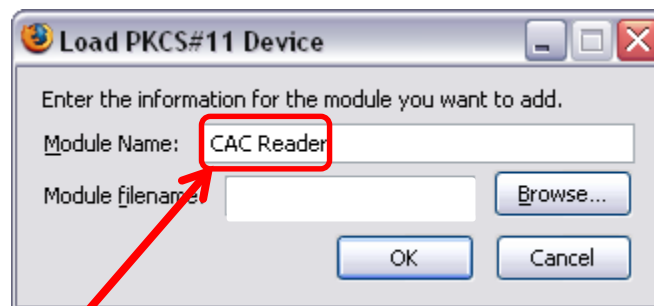 Load PKCS#11 Device
Enter the information for the module you want to add.
Module Name: CAC Reader
Module filename: Browse...
OK Cancel